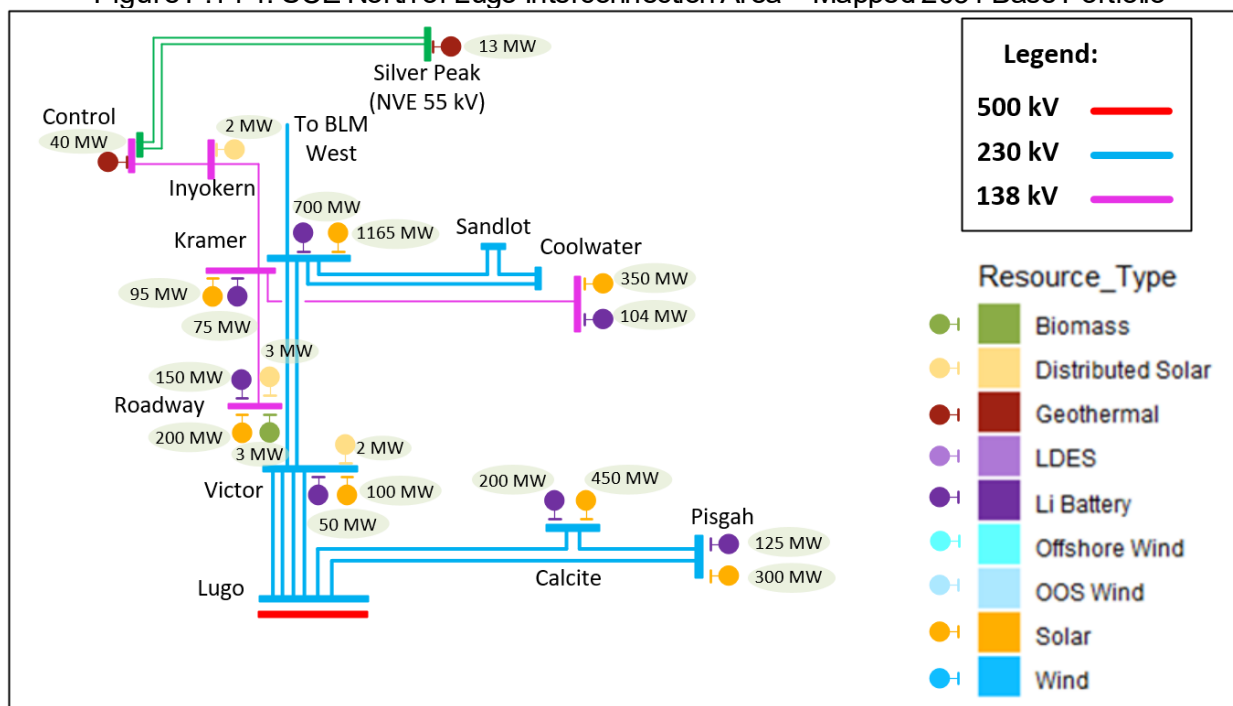 13 MW
Silver Peak
(NVE 55 kV)
Control
40 MW
2 MW
Inyokern
To BLM
West
700 MW
1165 MW
Kramer
Sandlot
Coolwater
350 MW
104 MW
95 MW
75 MW
3 MW
150 MW
Roadway
200 MW
3 MW
2 MW
Victor
100 MW
50 MW
200 MW
450 MW
Pisgah
125 MW
300 MW
Calcite
Lugo
Legend:
500 kV
230 kV
138 kV
Resource_Type
Biomass
Distributed Solar
Geothermal
LDES
Li Battery
Offshore Wind
OOS Wind
Solar
Wind